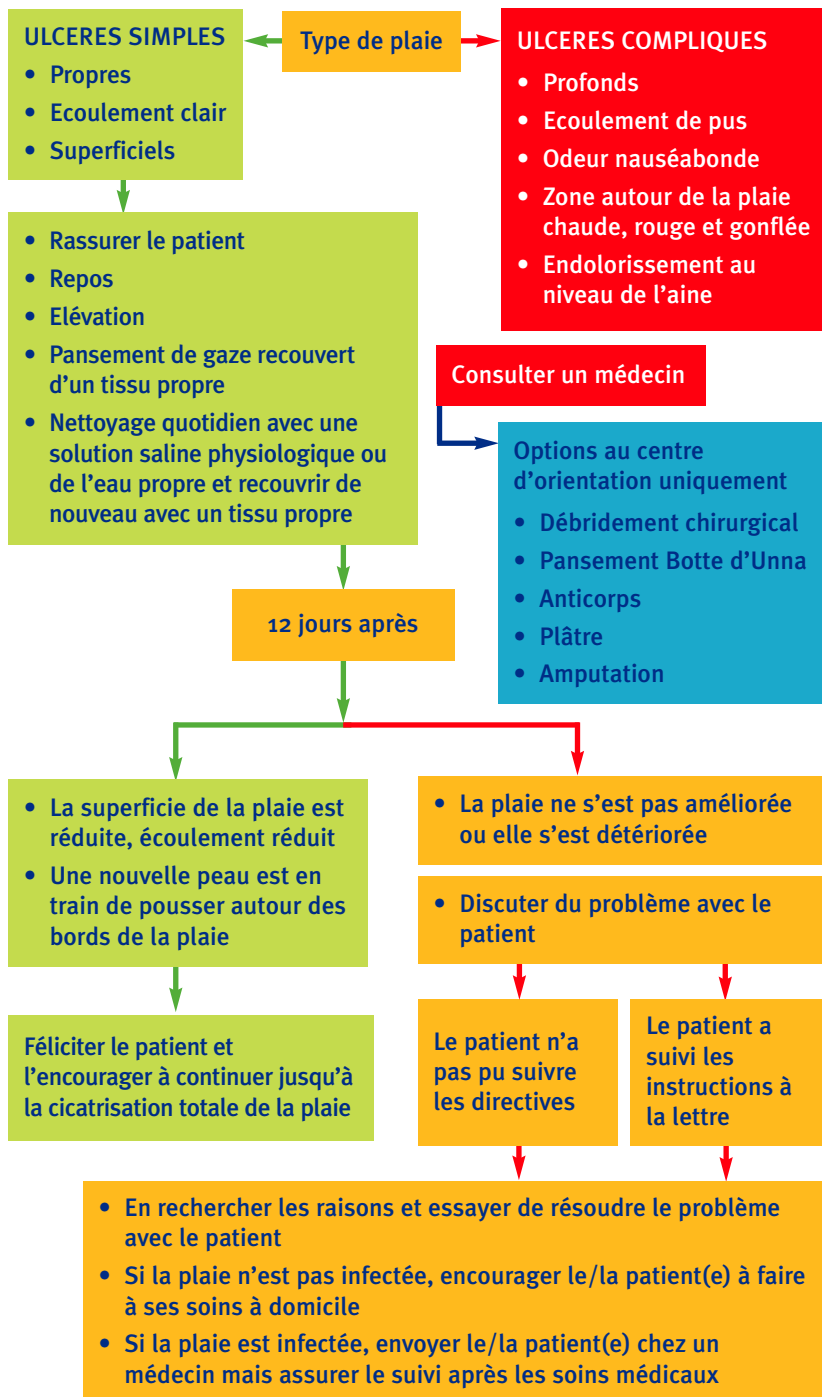 Type de plaie
ULCERES SIMPLES
• Propres
• Ecoulement clair
• Superficiels
ULCERES COMPLIQUES
• Profonds
• Ecoulement de pus
• Odeur nauséabonde
• Zone autour de la plaie
chaude, rouge et gonflée
• Endolorissement au
niveau de l'aine
• Rassurer le patient
• Repos
• Elévation
• Pansement de gaze recouvert
d'un tissu propre
• Nettoyage quotidien avec une
solution saline physiologique ou
de l'eau propre et recouvrir de
nouveau avec un tissu propre
Consulter un médecin
Options au centre
d'orientation uniquement
• Débridement chirurgical
• Pansement Botte d'Unna
• Anticorps
• Plâtre
• Amputation
12 jours après
• La superficie de la plaie est
réduite, écoulement réduit
• Une nouvelle peau est en
train de pousser autour des
bords de la plaie
• La plaie ne s'est pas améliorée
ou elle s'est détériorée
• Discuter du problème avec le
patient
Féliciter le patient et
l'encourager à continuer jusqu'à
la cicatrisation totale de la plaie
Le patient n'a
pas pu suivre
les directives
Le patient a
suivi les
instructions à
la lettre
• En rechercher les raisons et essayer de résoudre le problème
avec le patient
• Si la plaie n'est pas infectée, encourager le/la patient(e) à faire
à ses soins à domicile
• Si la plaie est infectée, envoyer le/la patient(e) chez un
médecin mais assurer le suivi après les soins médicaux